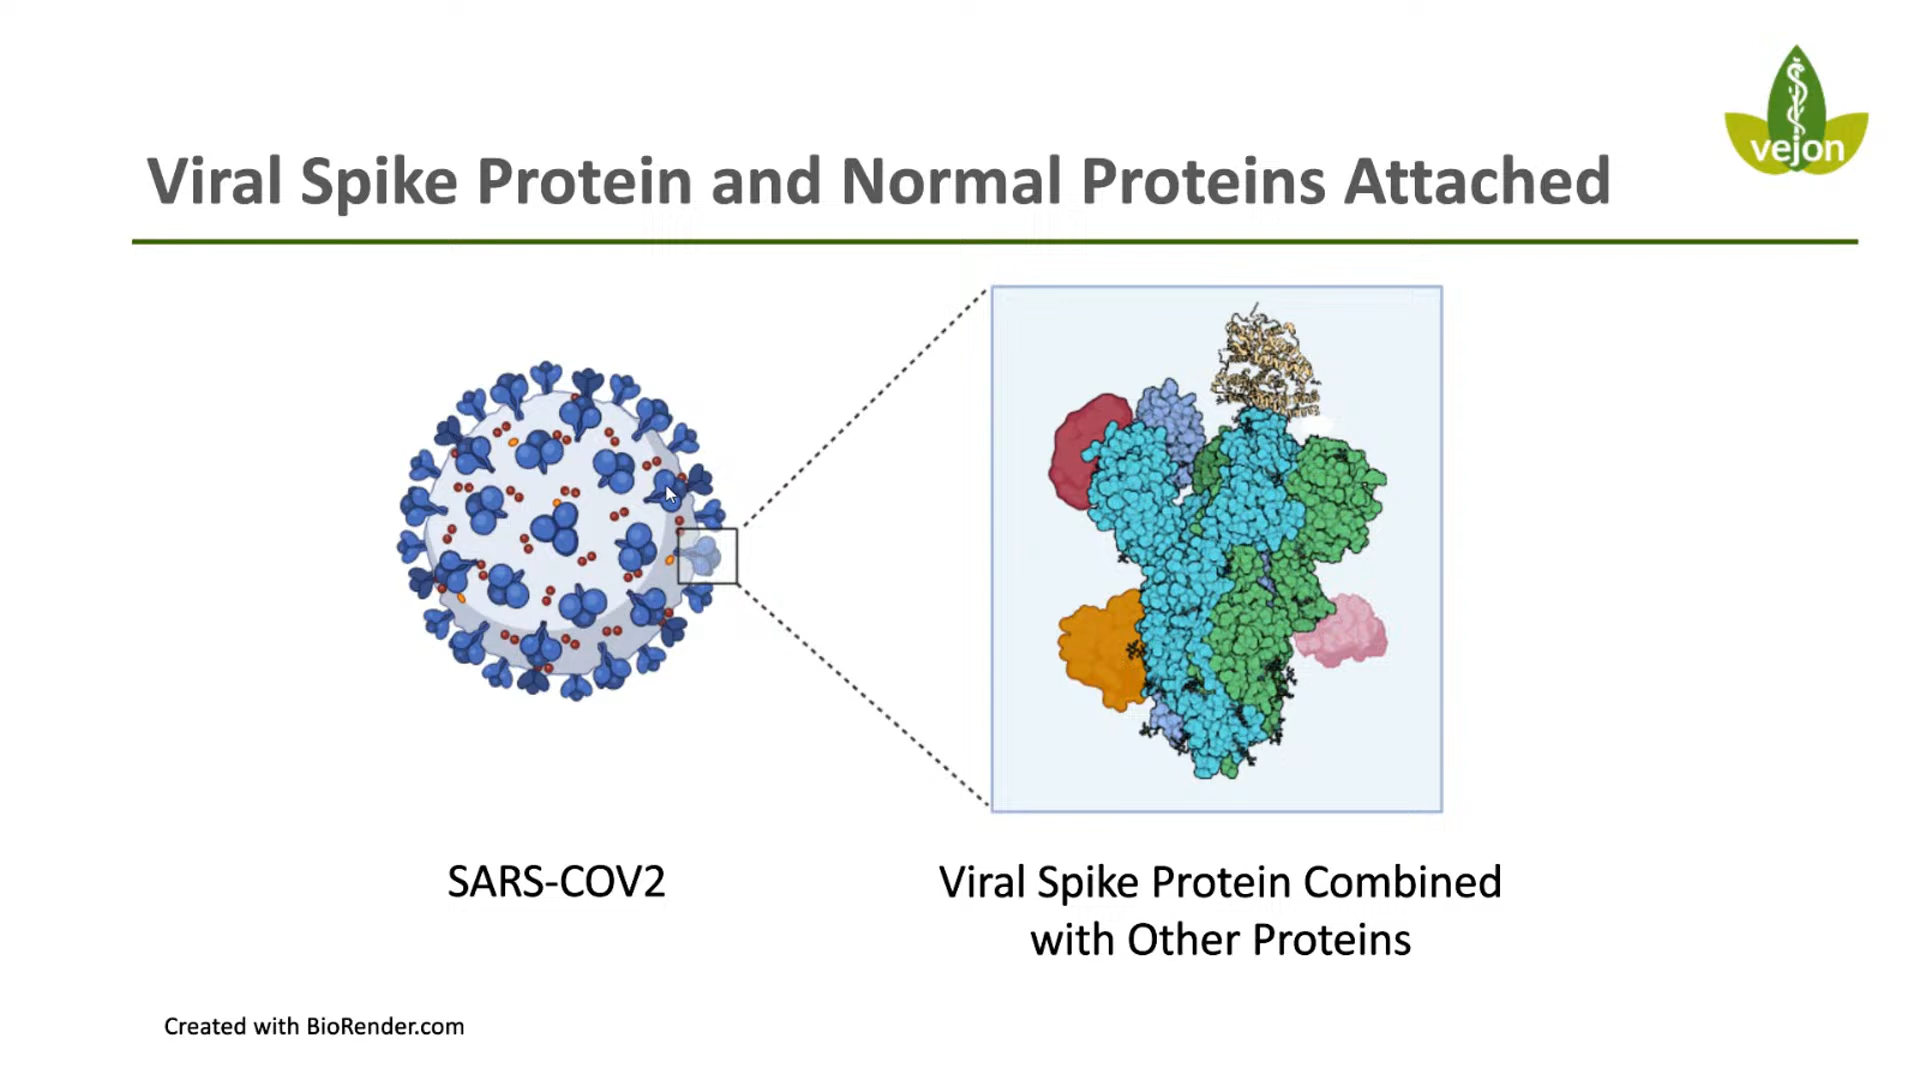 vejon
Viral Spike Protein and Normal Proteins Attached
SARS-COV2
Viral Spike Protein Combined
with Other Proteins
Created with BioRender.com